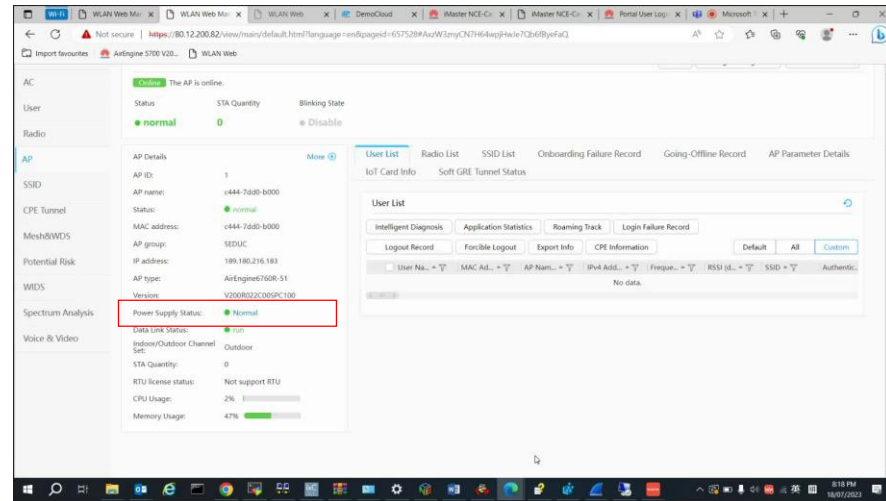 Wi-Fi WLAN Web Ma WLAN Web Ma WLAN Web DemoCloud iMaster NCE-Ca iMaster NCE-Ca Portal User Logi Microsoft
Not secure https://80.12.200.82/view/main/default.html?language=en&pageid=657528#AxzW3znyCN7H64wpjHwJe7Qb6fByeFaQ
Import favourites AirEngine 5700 V20... WLAN Web
AC
User
Radio
AP
SSID
CPE Tunnel
Mesh&WDS
Potential Risk
WIDS
Spectrum Analysis
Voice & Video
Online The AP is online.
Status STA Quantity Blinking State
normal 0 Disable
AP Details More
AP ID: 1
AP name: c444-7dd0-b000
Status: normal
MAC address: c444-7dd0-b000
AP group: SEDUC
IP address: 189.180.216.183
AP type: AirEngine6760R-51
Version: V200R022C00SPC100
Power Supply Status: Normal
Data Link Status: run
Indoor/Outdoor Channel Set: Outdoor
STA Quantity: 0
RTU license status: Not support RTU
CPU Usage: 2%
Memory Usage: 47%
User List Radio List SSID List Onboarding Failure Record Going-Offline Record AP Parameter Details
IoT Card Info Soft GRE Tunnel Status
User List
Intelligent Diagnosis Application Statistics Roaming Track Login Failure Record
Logout Record Forcible Logout Export Info CPE Information Default All Custom
User Na... MAC Ad... AP Nam... IPv4 Add... Freque... RSSI (d... SSID Authentic.
No data.
英
8:18 PM
18/07/2023